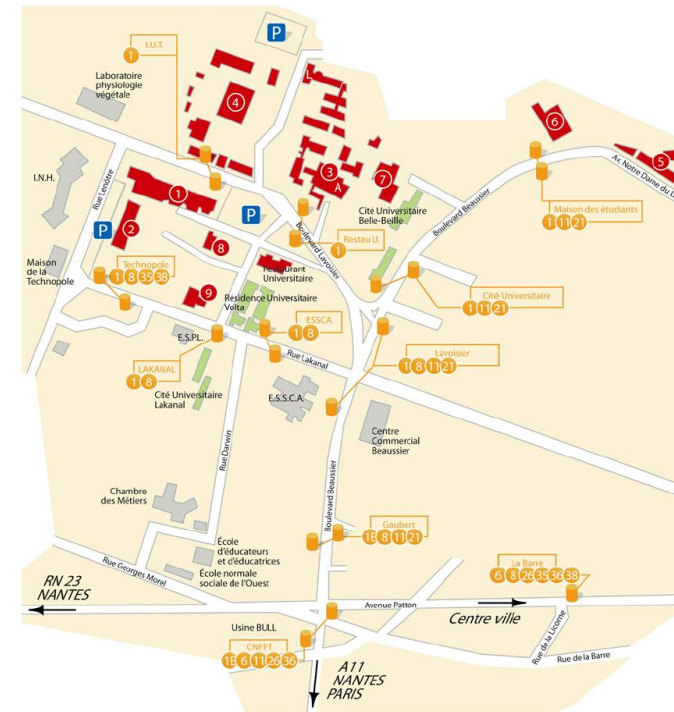 P
I.U.T.
1
L
Laboratoire
physiologie
végétale
4
6
5
Av. Notre Dame du L
I.N.H.
Rue Lenôtre
1
3
A
7
Maison des étudiants
1 11 21
Cité Universitaire
Belle-Beille
Boulevard Beaussier
P
2
P
8
Boulevard Lavoisier
Restau U.
1
Maison
de la
Technopole
Technopole
1 8 35 38
Restaurant
Universitaire
9
Résidence Universitaire
Volta
ESSCA
1 8
Cité Universitaire
1 11 21
E.S.P.L.
Rue Lakanal
Lavoisier
1 8 11 21
LAKANAL
1 8
Cité Universitaire
Lakanal
E.S.S.C.A.
Centre
Commercial
Beaussier
Rue Darwin
Boulevard Beaussier
Chambre
des Métiers
Gaubert
1B 8 11 21
École
d'éducateurs
et d'éducatrices
École normale
sociale de l'Ouest
Rue Georges Morel
La Barre
6 8 26 35 36 38
RN 23
NANTES
Avenue Patton
Centre ville
Rue de la Licorne
Usine BULL
CNFPT
1B 6 11 26 36
Rue de la Barre
A11
NANTES
PARIS